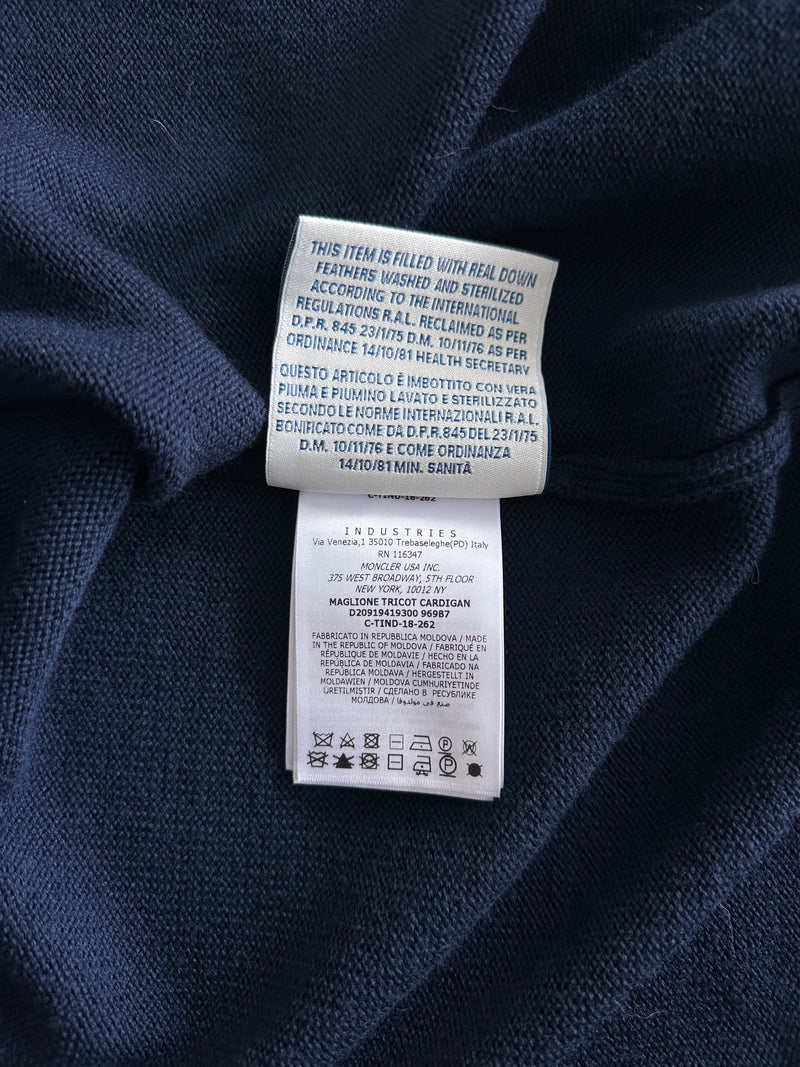 THIS ITEM IS FILLED WITH REAL DOWN
FEATHERS WASHED AND STERILIZED
ACCORDING TO THE INTERNATIONAL
REGULATIONS R.A.L. RECLAIMED AS PER
D.P.R. 845 23/1/75 D.M. 10/11/76 AS PER
ORDINANCE 14/10/81 HEALTH SECRETARY
QUESTO ARTICOLO È IMBOTTITO CON VERA
PIUMA E PIUMINO LAVATO E STERILIZZATO
SECONDO LE NORME INTERNAZIONALI R.A.L.
BONIFICATO COME DA D.P.R. 845 DEL 23/1/75
D.M. 10/11/76 E COME ORDINANZA
14/10/81 MIN. SANITÀ
C-TIND-18-262
INDUSTRIES
Via Venezia,1 35010 Trebaseleghe(PD) Italy
RN 116347
MONCLER USA INC.
375 WEST BROADWAY, 5TH FLOOR
NEW YORK, 10012 NY
MAGLIONE TRICOT CARDIGAN
D20919419300 969B7
C-TIND-18-262
FABBRICATO IN REPUBBLICA MOLDOVA / MADE
IN THE REPUBLIC OF MOLDOVA / FABRIQUÉ EN
RÉPUBLIQUE DE MOLDAVIE / HECHO EN LA
REPÚBLICA DE MOLDAVIA / FABRICADO NA
REPÚBLICA MOLDAVA / HERGESTELLT IN
MOLDAWIEN / MOLDOVA CUMHURIYETINDE
ÜRETILMIŞTIR / СДЕЛАНО В РЕСПУБЛИКЕ
МОЛДОВА / صنع في مولدوفا
P W
P